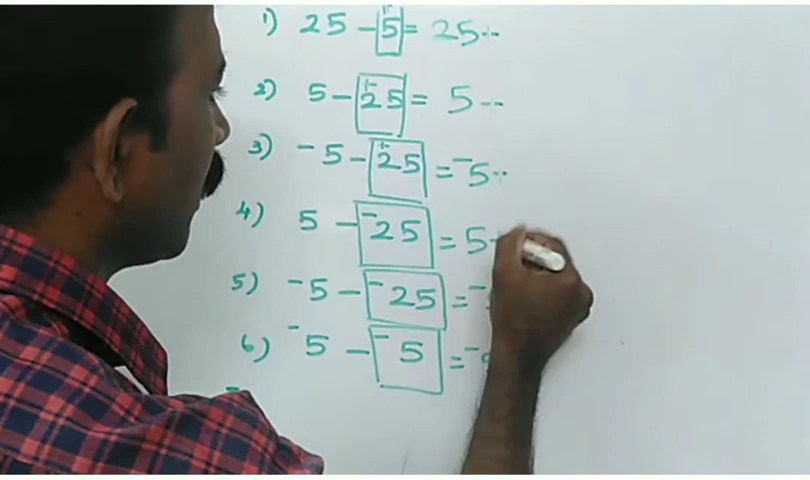 1) 25 - +5 = 25--
2) 5 - +25 = 5--
3) -5 - +25 = -5--
4) 5 - -25 = 5-
5) -5 - -25 = -
6) -5 - -5 = -